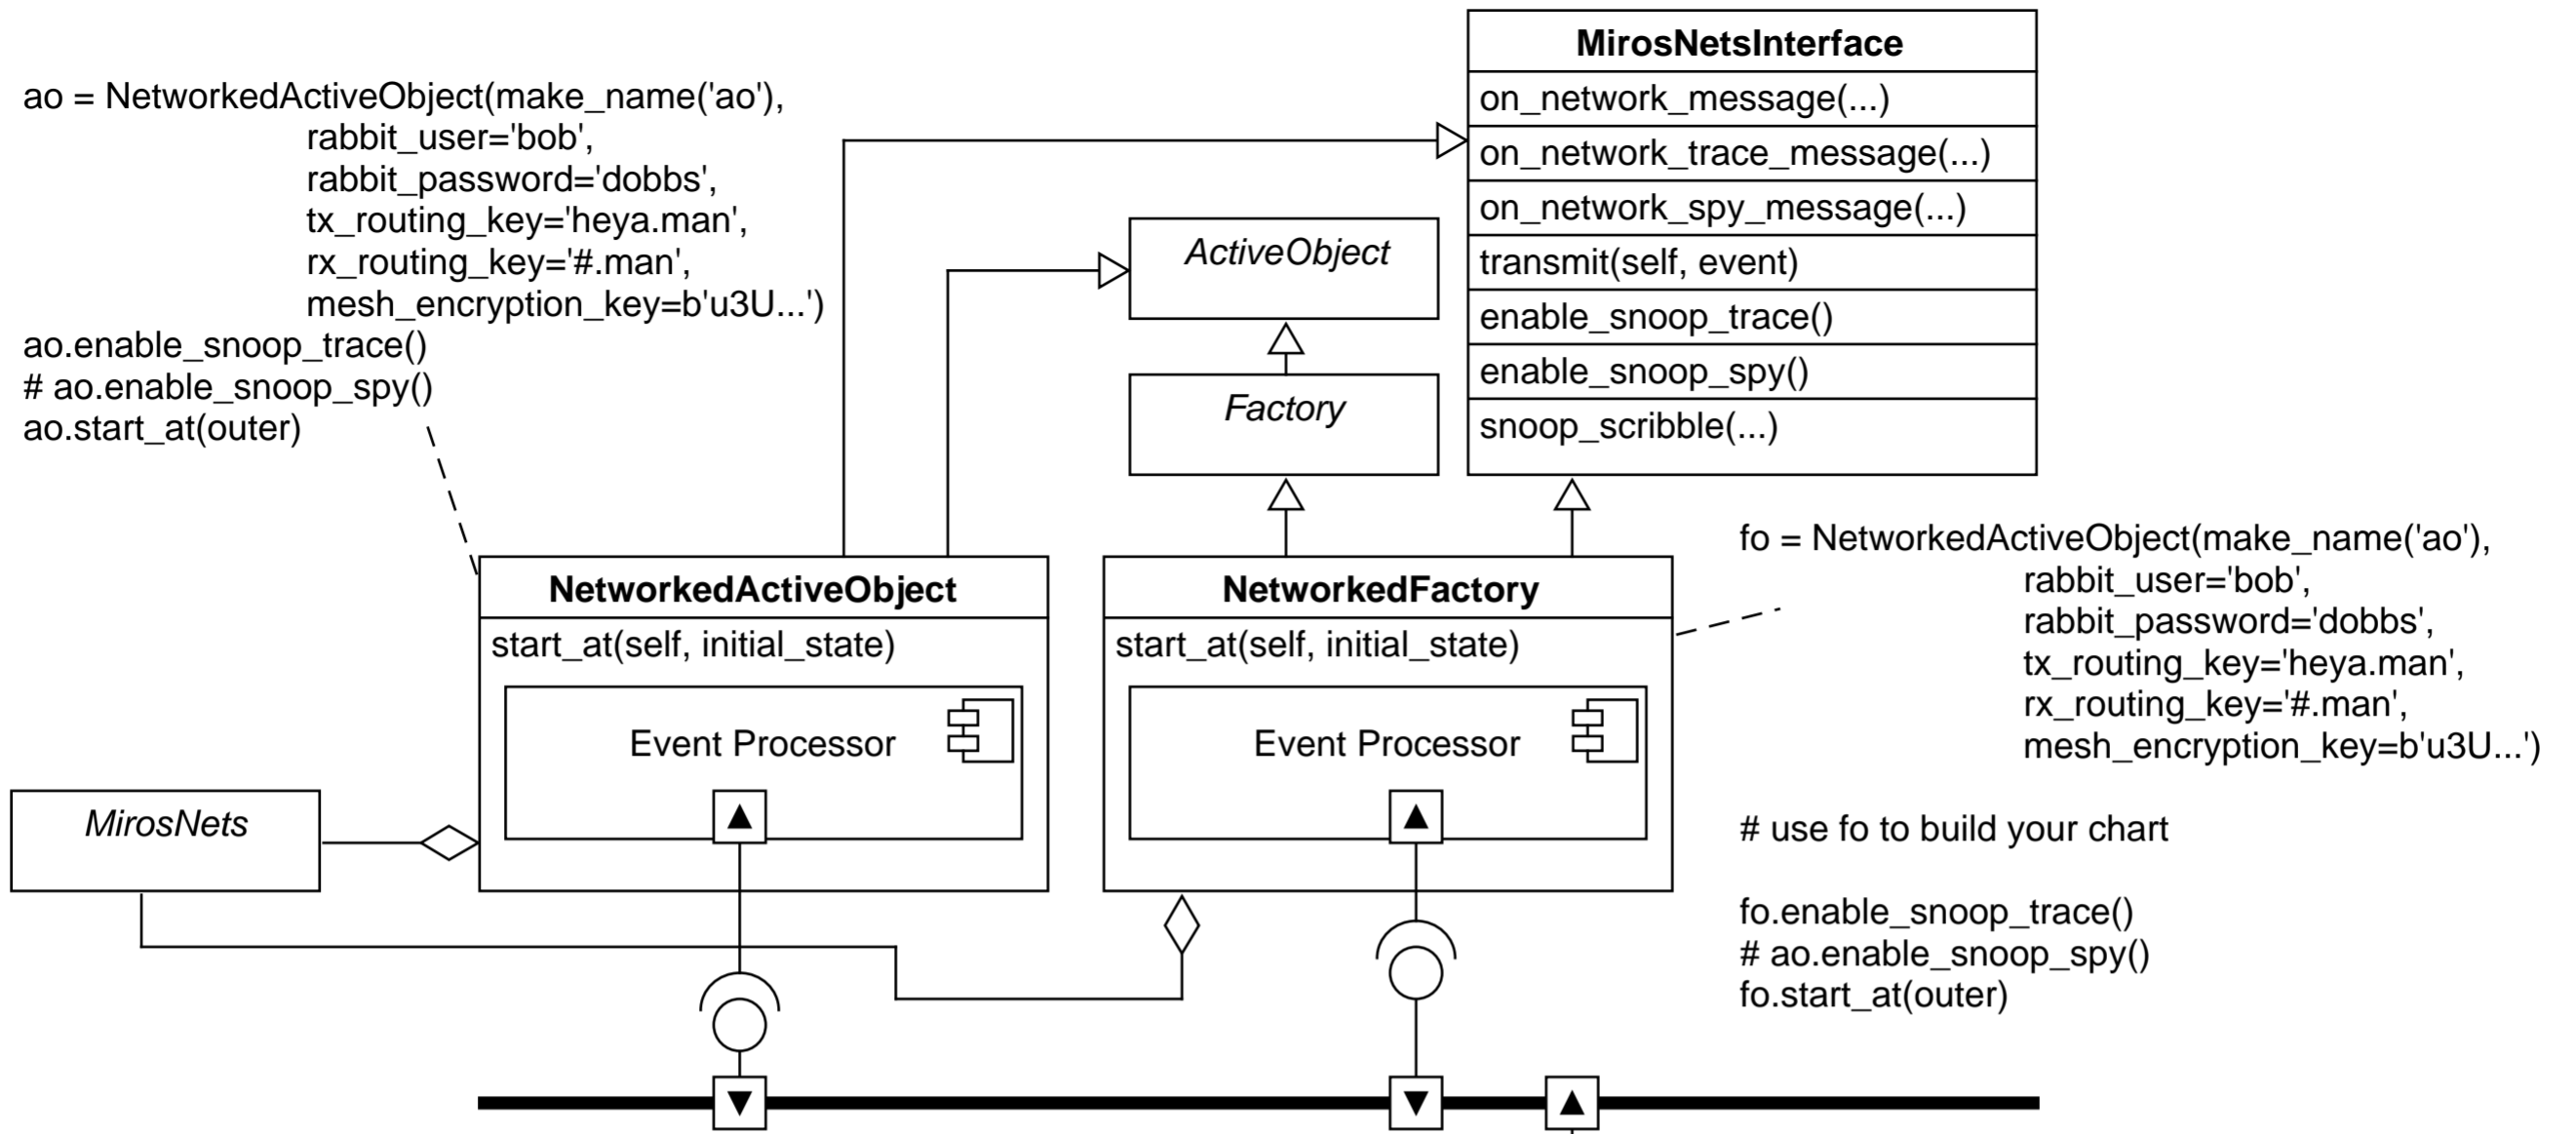 MirosNetsInterface
on_network_message(...)
on_network_trace_message(...)
on_network_spy_message(...)
transmit(self, event)
enable_snoop_trace()
enable_snoop_spy()
snoop_scribble(...)
ao = NetworkedActiveObject(make_name('ao'),
rabbit_user='bob',
rabbit_password='dobbs',
tx_routing_key='heya.man',
rx_routing_key='#.man',
mesh_encryption_key=b'u3U...')
ao.enable_snoop_trace()
# ao.enable_snoop_spy()
ao.start_at(outer)
ActiveObject
Factory
NetworkedActiveObject
start_at(self, initial_state)
Event Processor
NetworkedFactory
start_at(self, initial_state)
Event Processor
MirosNets
fo = NetworkedActiveObject(make_name('ao'),
rabbit_user='bob',
rabbit_password='dobbs',
tx_routing_key='heya.man',
rx_routing_key='#.man',
mesh_encryption_key=b'u3U...')
# use fo to build your chart
fo.enable_snoop_trace()
# ao.enable_snoop_spy()
fo.start_at(outer)